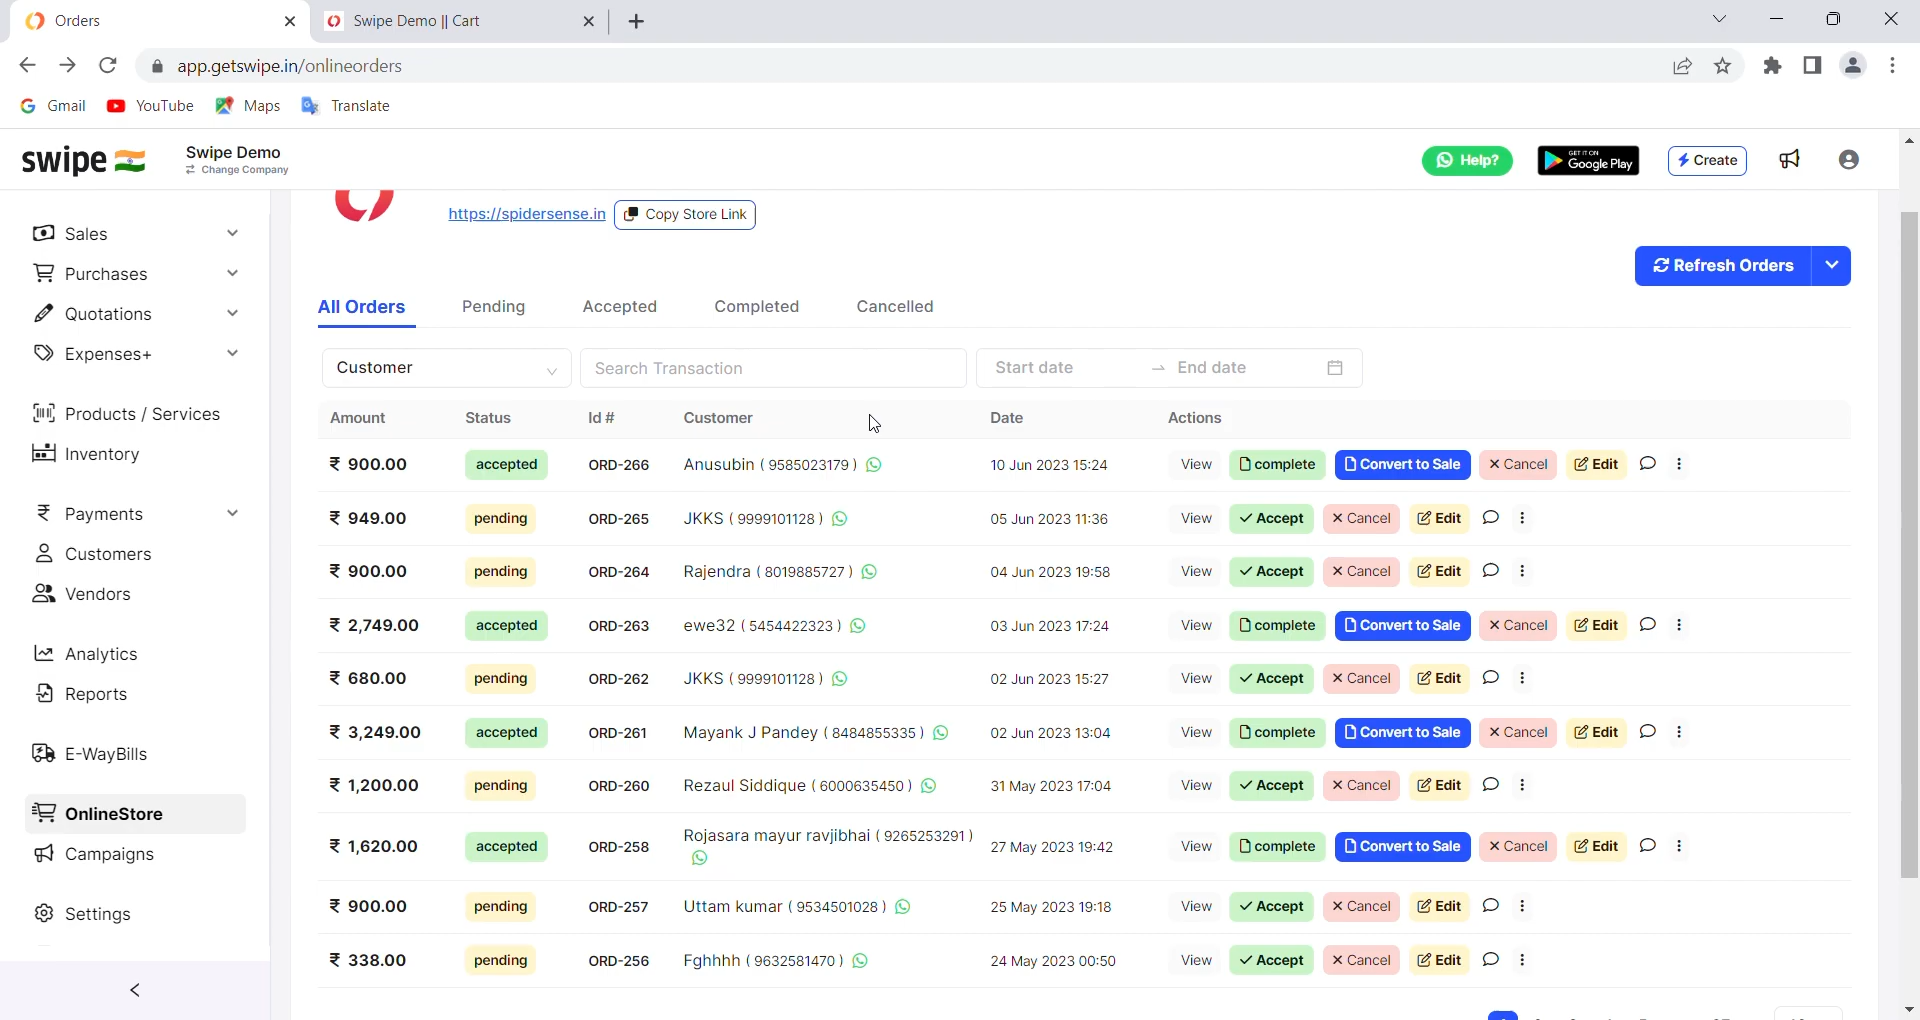 Orders
Swipe Demo || Cart
app.getswipe.in/onlineorders
Gmail YouTube Maps Translate
swipe Swipe Demo
Change Company
Help? GET IT ON Google Play Create
Sales
Purchases
Quotations
Expenses+
Products / Services
Inventory
Payments
Customers
Vendors
Analytics
Reports
E-WayBills
OnlineStore
Campaigns
Settings
https://spidersense.in Copy Store Link
Refresh Orders
All Orders Pending Accepted Completed Cancelled
Customer Search Transaction Start date → End date
Amount Status Id # Customer Date Actions
₹ 900.00 accepted ORD-266 Anusubin ( 9585023179 ) 10 Jun 2023 15:24 View complete Convert to Sale × Cancel Edit
₹ 949.00 pending ORD-265 JKKS ( 9999101128 ) 05 Jun 2023 11:36 View ✓ Accept × Cancel Edit
₹ 900.00 pending ORD-264 Rajendra ( 8019885727 ) 04 Jun 2023 19:58 View ✓ Accept × Cancel Edit
₹ 2,749.00 accepted ORD-263 ewe32 ( 5454422323 ) 03 Jun 2023 17:24 View complete Convert to Sale × Cancel Edit
₹ 680.00 pending ORD-262 JKKS ( 9999101128 ) 02 Jun 2023 15:27 View ✓ Accept × Cancel Edit
₹ 3,249.00 accepted ORD-261 Mayank J Pandey ( 8484855335 ) 02 Jun 2023 13:04 View complete Convert to Sale × Cancel Edit
₹ 1,200.00 pending ORD-260 Rezaul Siddique ( 6000635450 ) 31 May 2023 17:04 View ✓ Accept × Cancel Edit
₹ 1,620.00 accepted ORD-258 Rojasara mayur ravjibhai ( 9265253291 ) 27 May 2023 19:42 View complete Convert to Sale × Cancel Edit
₹ 900.00 pending ORD-257 Uttam kumar ( 9534501028 ) 25 May 2023 19:18 View ✓ Accept × Cancel Edit
₹ 338.00 pending ORD-256 Fghhhh ( 9632581470 ) 24 May 2023 00:50 View ✓ Accept × Cancel Edit